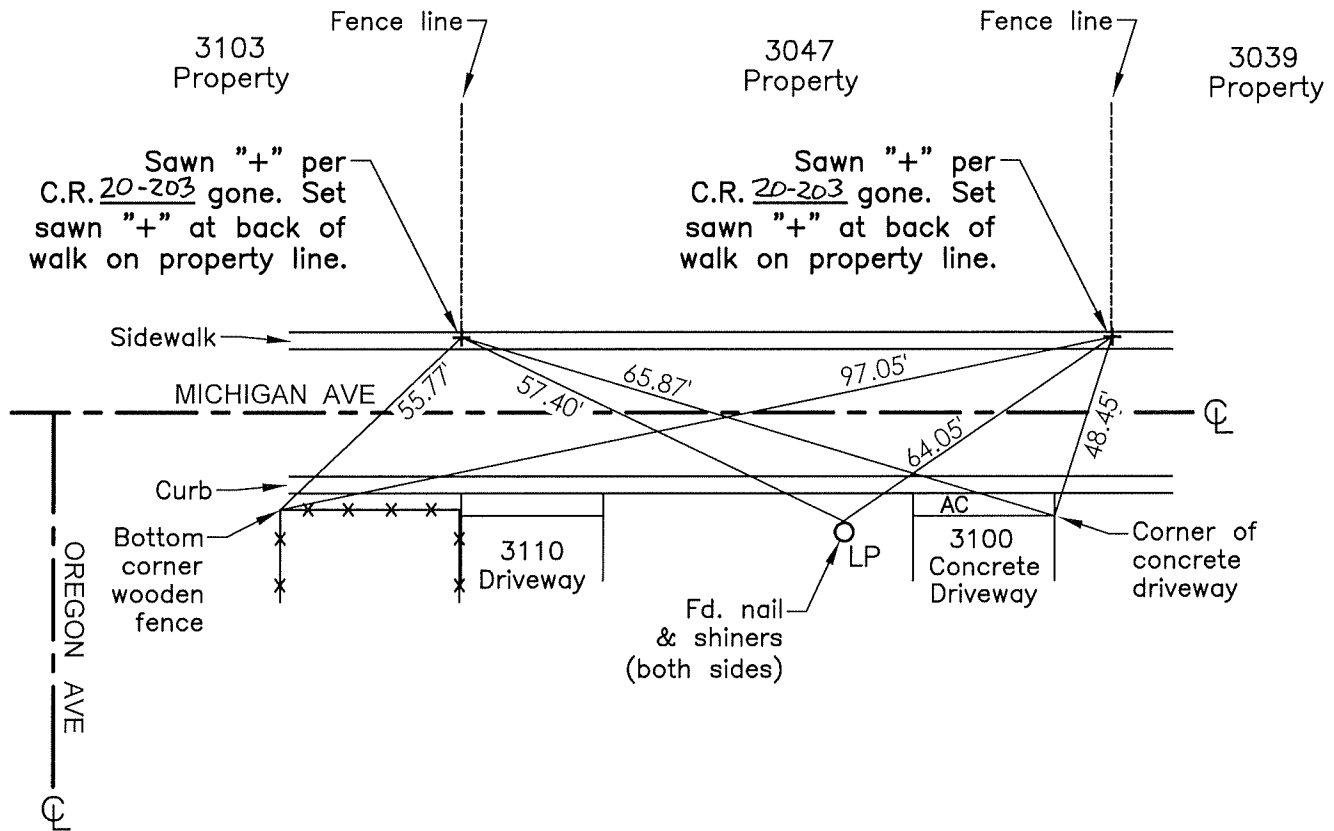 Fence line
Fence line
3103
Property
3047
Property
3039
Property
Sawn "+" per
C.R. 20-203 gone. Set
sawn "+" at back of
walk on property line.
Sawn "+" per
C.R. 20-203 gone. Set
sawn "+" at back of
walk on property line.
Sidewalk
MICHIGAN AVE
55.77'
57.40'
65.87'
97.05'
64.05'
48.45'
CL
Curb
AC
Bottom
corner
wooden
fence
3110
Driveway
LP
3100
Concrete
Driveway
Corner of
concrete
driveway
Fd. nail
& shiners
(both sides)
OREGON AVE
CL